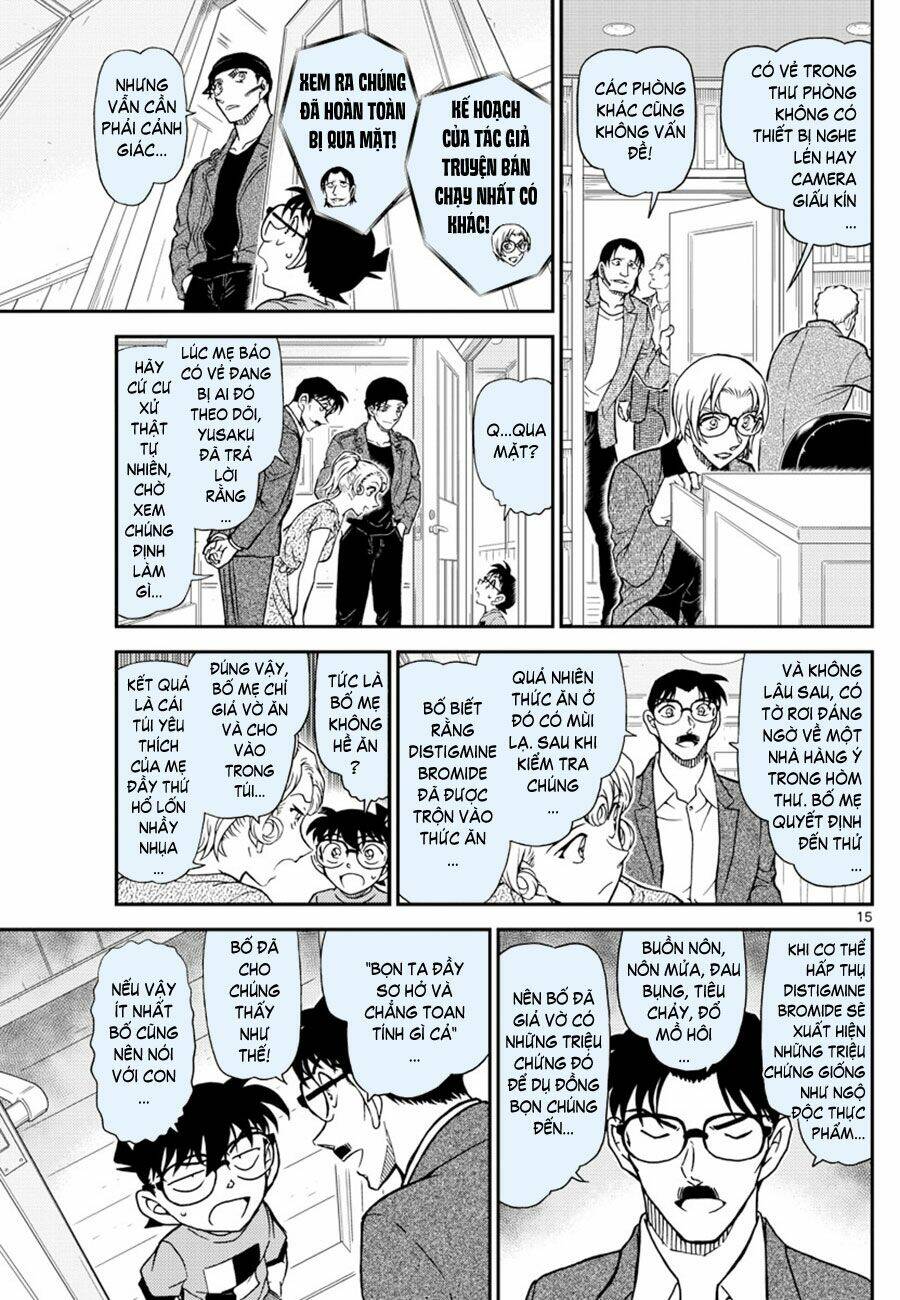 CÓ VẺ TRONG
THƯ PHÒNG
KHÔNG CÓ
THIẾT BỊ NGHE
LÉN HAY
CAMERA
GIẤU KÍN
...
CÁC PHÒNG
KHÁC CŨNG
KHÔNG VẤN
ĐỀ!
KẾ HOẠCH
CỦA TÁC GIẢ
TRUYỆN BÁN
CHẠY NHẤT CÓ
KHÁC!
XEM RA CHÚNG
ĐÃ HOÀN TOÀN
BỊ QUA MẶT!
NHƯNG
VẪN CẦN
PHẢI CẢNH
GIÁC...
Q...QUA
MẶT?
LÚC MẸ BẢO
CÓ VẺ ĐANG
BỊ AI ĐÓ
THEO DÕI,
YUSAKU
ĐÃ TRẢ
LỜI
RẰNG
...
HÃY
CỨ CƯ
XỬ
THẬT
TỰ
NHIÊN,
CHỜ
XEM
CHÚNG
ĐỊNH
LÀM
GÌ...
VÀ KHÔNG
LÂU SAU, CÓ
TỜ RƠI ĐÁNG
NGỜ VỀ MỘT
NHÀ HÀNG Ý
TRONG HÒM
THƯ. BỐ MẸ
QUYẾT ĐỊNH
ĐẾN THỬ
QUẢ NHIÊN
THỨC ĂN Ở
ĐÓ CÓ MÙI
LẠ. SAU KHI
KIỂM TRA
CHÚNG
...
BỐ BIẾT
RẰNG
DISTIGMINE
BROMIDE
ĐÃ ĐƯỢC
TRỘN VÀO
THỨC ĂN
...
TỨC LÀ
BỐ MẸ
KHÔNG
HỀ ĂN
?
ĐÚNG VẬY,
BỐ MẸ CHỈ
GIẢ VỜ ĂN
VÀ CHO
VÀO
TRONG
TÚI...
KẾT QUẢ
LÀ CÁI
TÚI YÊU
THÍCH
CỦA MẸ
ĐẦY THỨ
HỔ LỐN
NHẦY
NHỤA
15
KHI CƠ THỂ
HẤP THỤ
DISTIGMINE
BROMIDE SẼ
XUẤT HIỆN
NHỮNG TRIỆU
CHỨNG GIỐNG
NHƯ NGỘ
ĐỘC THỰC
PHẨM...
BUỒN NÔN,
NÔN MỬA, ĐAU
BỤNG, TIÊU
CHẢY, ĐỔ
MỒ HÔI
...
NÊN BỐ ĐÃ
GIẢ VỜ CÓ
NHỮNG TRIỆU
CHỨNG ĐÓ
ĐỂ DỤ ĐỒNG
BỌN CHÚNG
ĐẾN...
"BỌN TA ĐẦY
SƠ HỞ VÀ
CHẲNG TOAN
TÍNH GÌ CẢ"
...
BỐ ĐÃ
CHO
CHÚNG
THẤY
NHƯ
THẾ!
NẾU VẬY
ÍT NHẤT
BỐ CŨNG
NÊN NÓI
VỚI CON
...